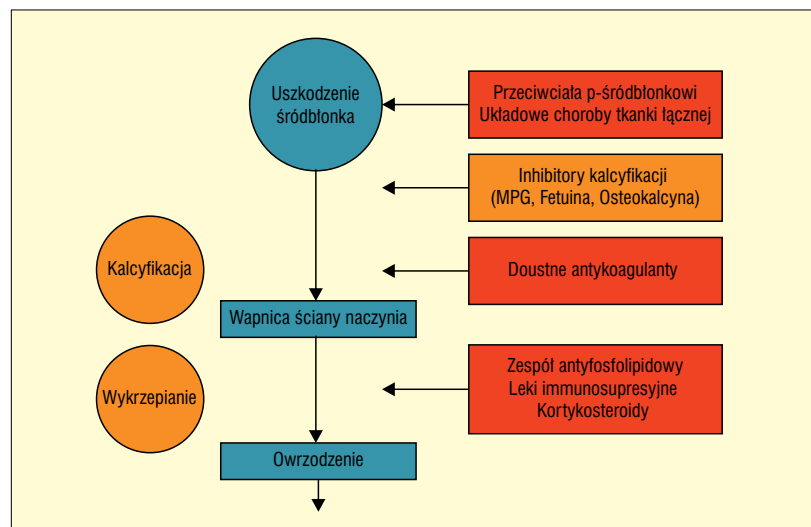 Uszkodzenie
śródbłonka
Przeciwciała p-śródbłonkowi
Układowe choroby tkanki łącznej
Inhibitory kalcyfikacji
(MPG, Fetuina, Osteokalcyna)
Kalcyfikacja
Doustne antykoagulanty
Wapnica ściany naczynia
Wykrzepianie
Zespół antyfosfolipidowy
Leki immunosupresyjne
Kortykosteroidy
Owrzodzenie